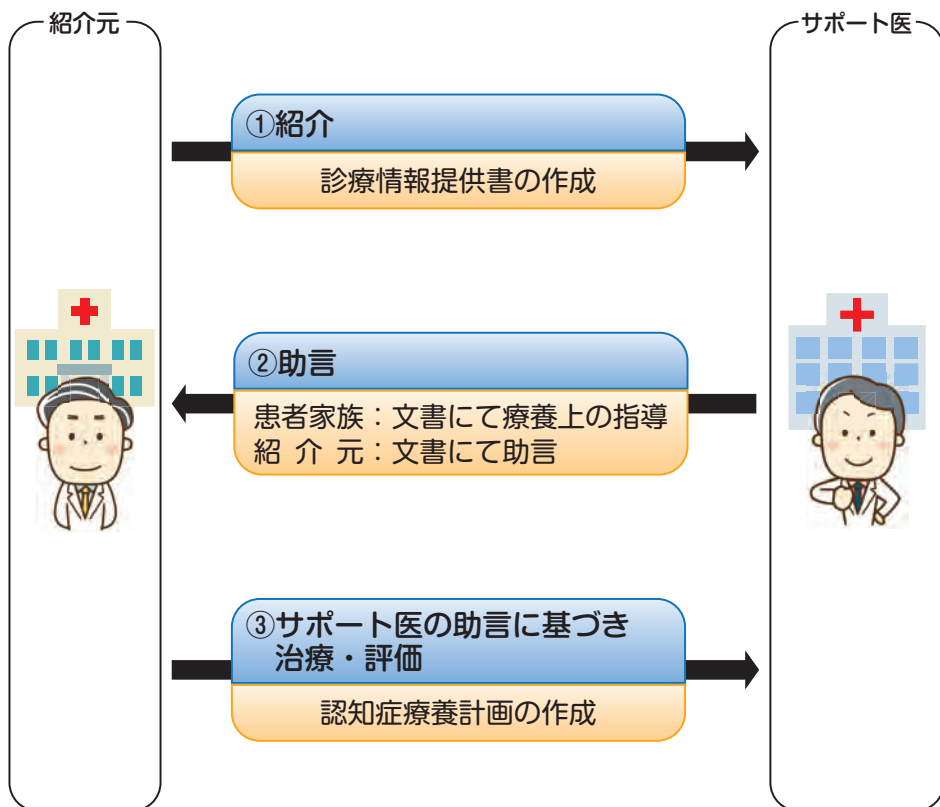 紹介元
サポート医
①紹介
診療情報提供書の作成
②助言
患者家族：文書にて療養上の指導
紹 介 元：文書にて助言
③サポート医の助言に基づき
治療・評価
認知症療養計画の作成